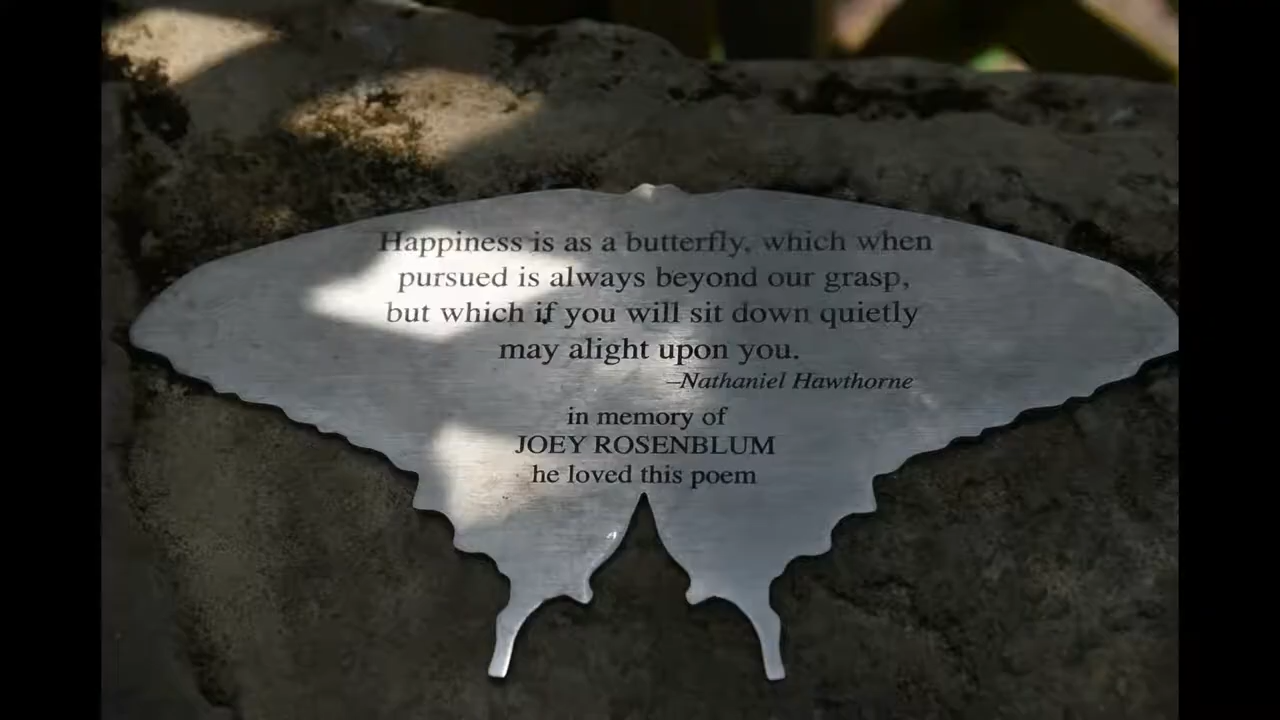 Happiness is as a butterfly, which when
pursued is always beyond our grasp,
but which if you will sit down quietly
may alight upon you.
–Nathaniel Hawthorne
in memory of
JOEY ROSENBLUM
he loved this poem